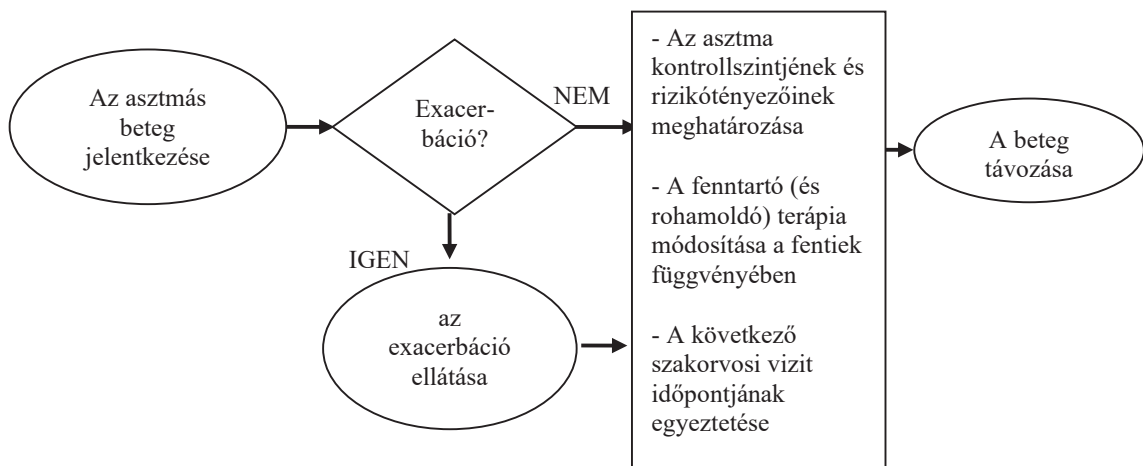 Az asztmás
beteg
jelentkezése
Exacer-
báció?
NEM
IGEN
az
exacerbáció
ellátása
- Az asztma
kontrollszintjének és
rizikótényezőinek
meghatározása
- A fenntartó (és
rohamoldó) terápia
módosítása a fentiek
függvényében
- A következő
szakorvosi vizit
időpontjának
egyeztetése
A beteg
távozása